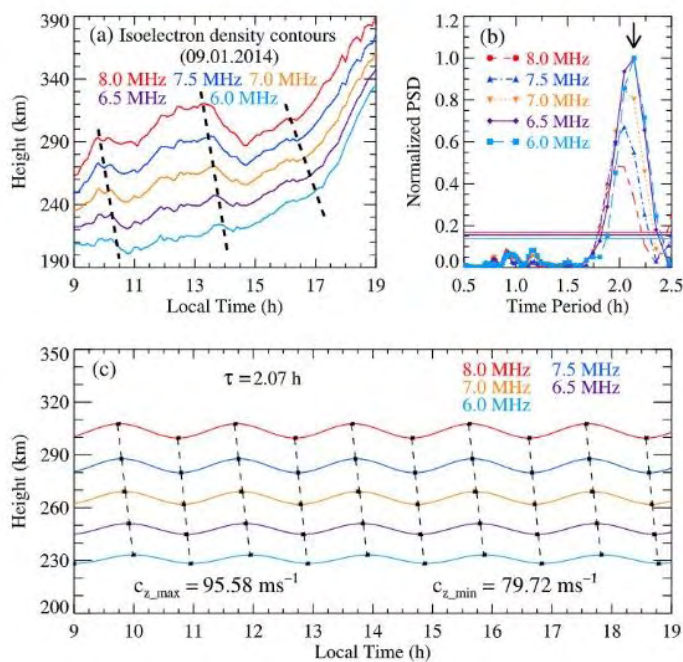 (a) Isoelectron density contours
(09.01.2014)
8.0 MHz 7.5 MHz 7.0 MHz
6.5 MHz 6.0 MHz
Height (km)
390
340
290
240
190
9 11 13 15 17 19
Local Time (h)
(b)
8.0 MHz
7.5 MHz
7.0 MHz
6.5 MHz
6.0 MHz
Normalized PSD
1.0
0.8
0.6
0.4
0.2
0.0
0.5 1.0 1.5 2.0 2.5
Time Period (h)
(c)
τ = 2.07 h
8.0 MHz 7.5 MHz
7.0 MHz 6.5 MHz
6.0 MHz
Height (km)
350
310
270
230
200
c_z_max = 95.58 ms⁻¹ c_z_min = 79.72 ms⁻¹
9 10 11 12 13 14 15 16 17 18 19
Local Time (h)